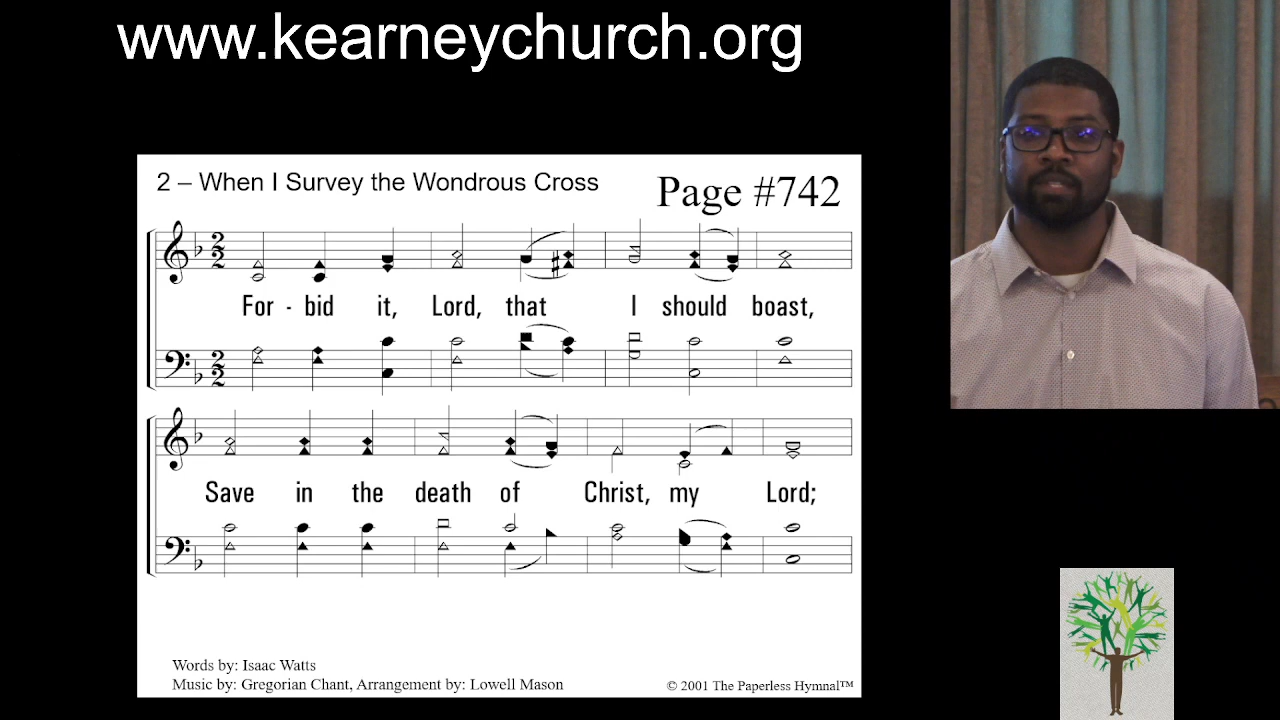 www.kearneychurch.org
2 – When I Survey the Wondrous Cross
Page #742
For - bid it, Lord, that I should boast,
Save in the death of Christ, my Lord;
Words by: Isaac Watts
Music by: Gregorian Chant, Arrangement by: Lowell Mason
© 2001 The Paperless Hymnal™